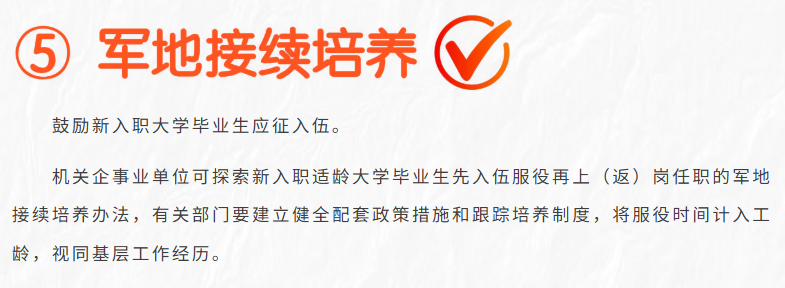 ⑤ 军地接续培养
鼓励新入职大学毕业生应征入伍。
机关企事业单位可探索新入职适龄大学毕业生先入伍服役再上（返）岗任职的军地
接续培养办法，有关部门要建立健全配套政策措施和跟踪培养制度，将服役时间计入工
龄，视同基层工作经历。